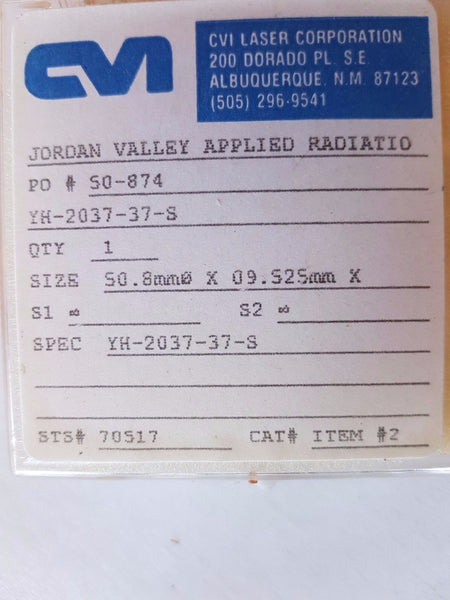 CVI
CVI LASER CORPORATION
200 DORADO PL. S.E.
ALBUQUERQUE, N.M. 87123
(505) 296-9541
JORDAN VALLEY APPLIED RADIATIO
PO # SO-874
YH-2037-37-S
QTY 1
SIZE 50.8mmØ X 09.525mm X
S1 ∞ S2 ∞
SPEC YH-2037-37-S
STS# 70517 CAT# ITEM #2